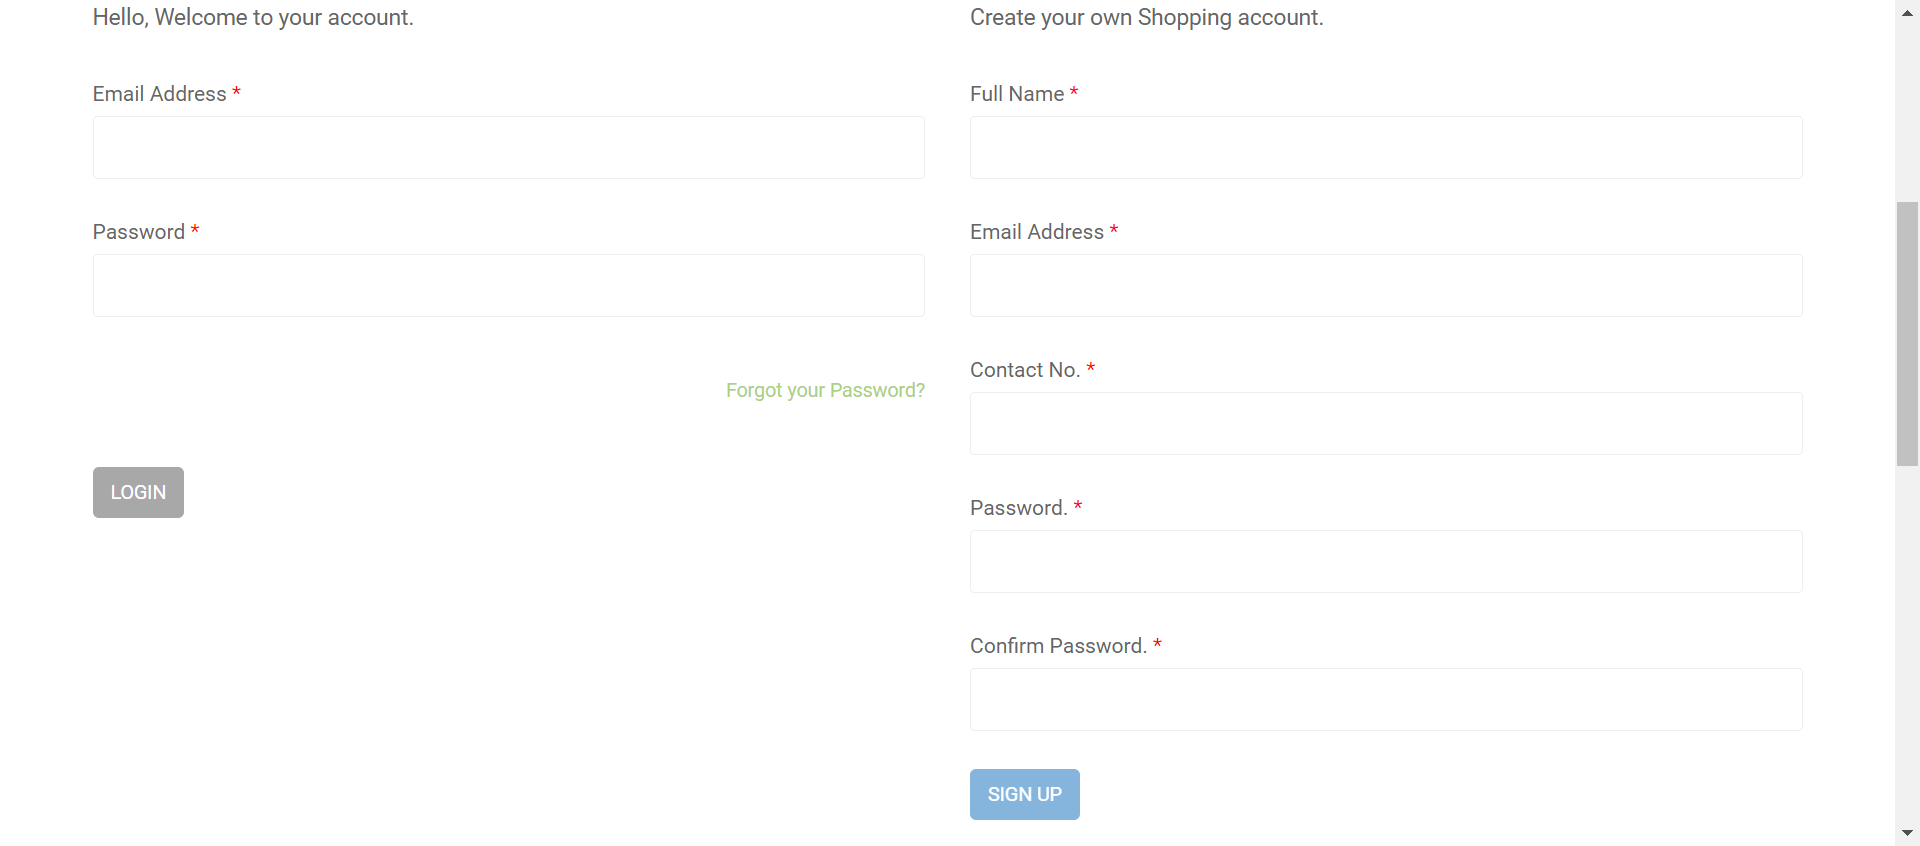 Hello, Welcome to your account.
Email Address *
Password *
Forgot your Password?
LOGIN
Create your own Shopping account.
Full Name *
Email Address *
Contact No. *
Password. *
Confirm Password. *
SIGN UP